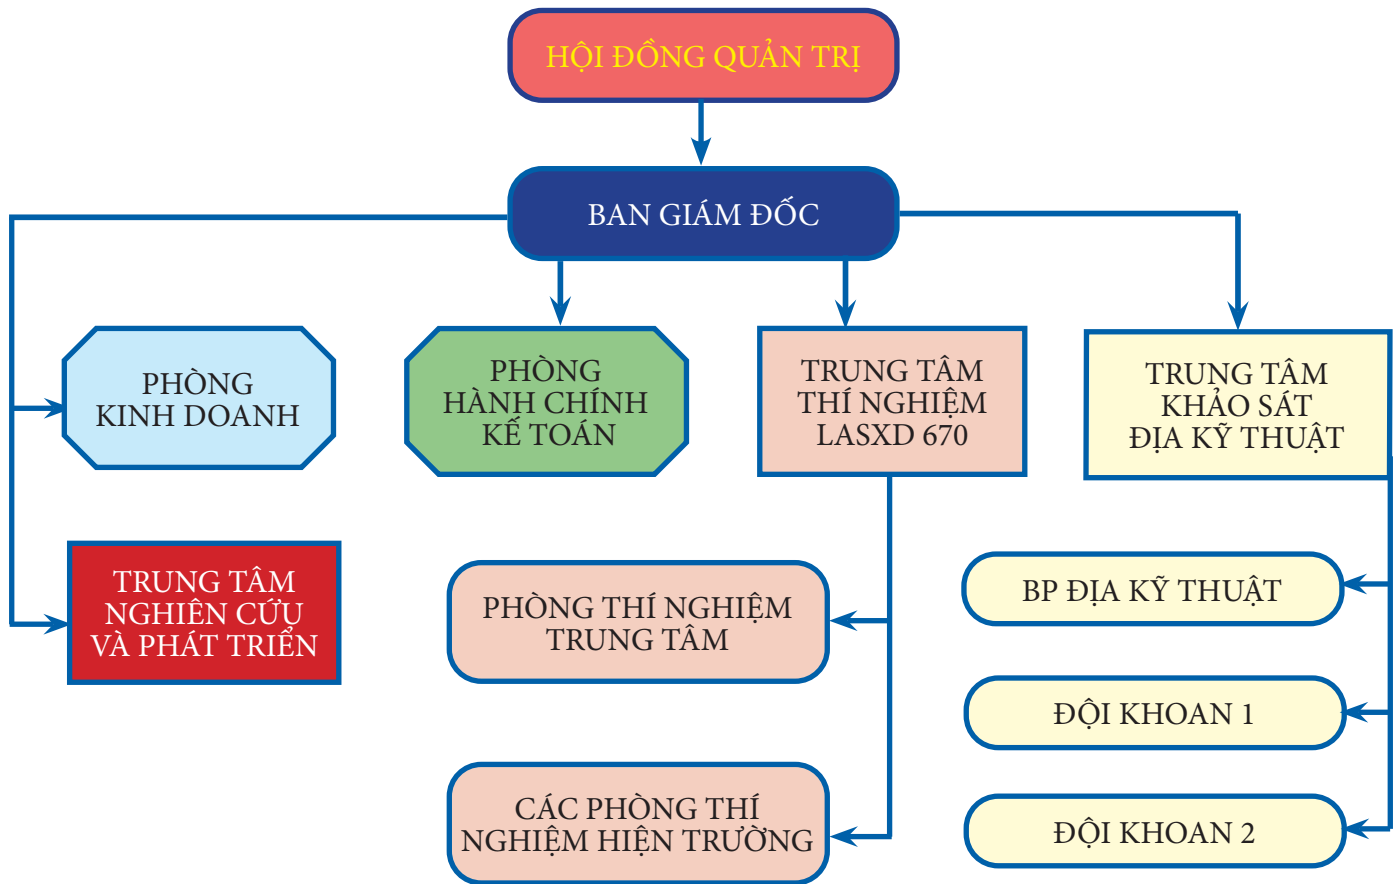 HỘI ĐỒNG QUẢN TRỊ
BAN GIÁM ĐỐC
PHÒNG
KINH DOANH
PHÒNG
HÀNH CHÍNH
KẾ TOÁN
TRUNG TÂM
THÍ NGHIỆM
LASXD 670
TRUNG TÂM
KHẢO SÁT
ĐỊA KỸ THUẬT
TRUNG TÂM
NGHIÊN CỨU
VÀ PHÁT TRIỂN
PHÒNG THÍ NGHIỆM
TRUNG TÂM
CÁC PHÒNG THÍ
NGHIỆM HIỆN TRƯỜNG
BP ĐỊA KỸ THUẬT
ĐỘI KHOAN 1
ĐỘI KHOAN 2